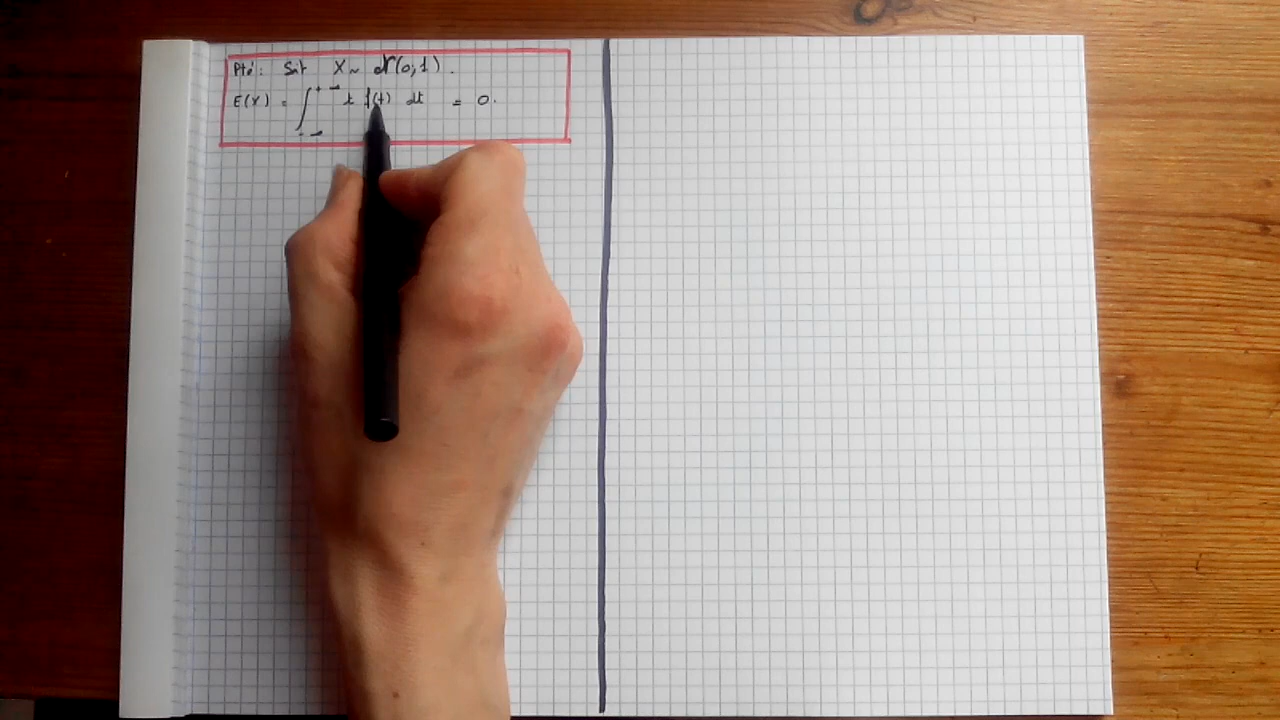 Pté : Soit X ~ N(0;1).
E(X) = ∫_{-∞}^{+∞} t f(t) dt = 0.